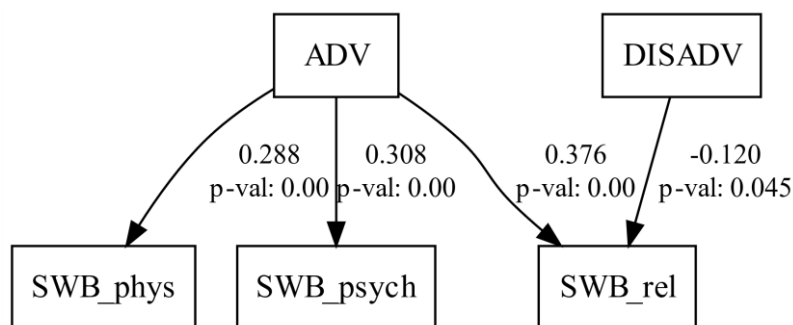 ADV
DISADV
0.288
p-val: 0.00
0.308
p-val: 0.00
0.376
p-val: 0.00
-0.120
p-val: 0.045
SWB_phys
SWB_psych
SWB_rel